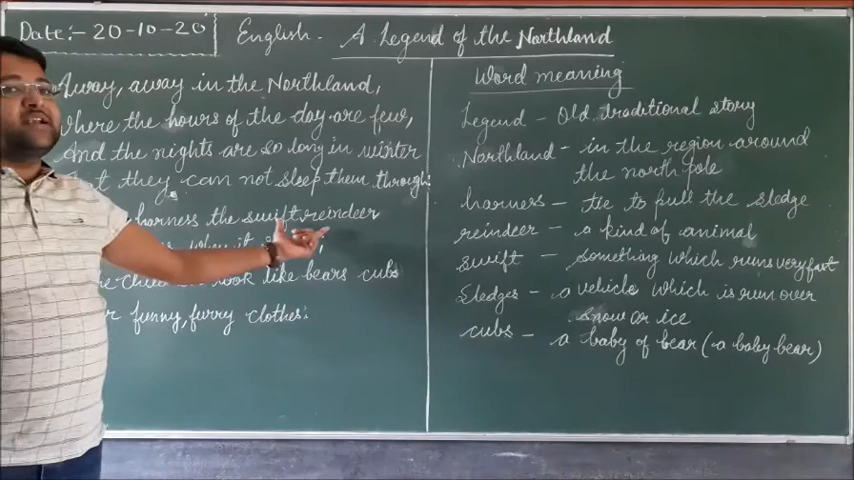 Date:- 20-10-20
English. A Legend of the Northland
Away, away in the Northland,
Where the hours of the day are few,
And the nights are so long in winter
That they can not sleep them through:
harness the swift reindeer
when it
look like bears cubs
funny, furry clothes:
Word meaning
Legend - Old traditional story
Northland - in the region around
the north pole
harness - tie to pull the sledge
reindeer - a kind of animal
swift - something which runs very fast
Sledges - a vehicle which is run over
snow or ice
cubs - a baby of bear (a baby bear)